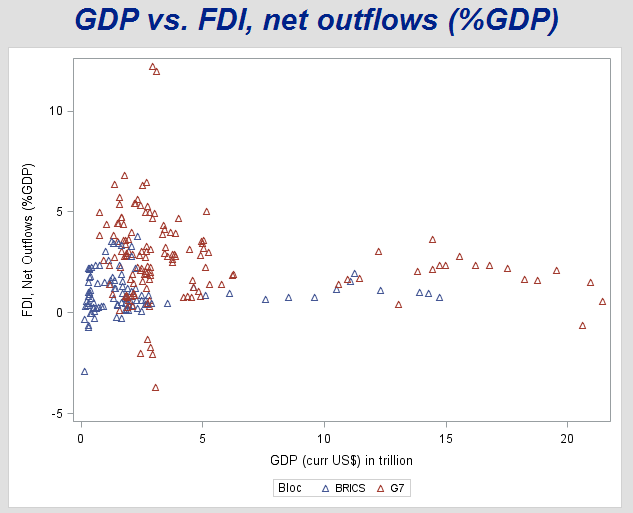 GDP vs. FDI, net outflows (%GDP)
FDI, Net Outflows (%GDP)
10
5
0
-5
0 5 10 15 20
GDP (curr US$) in trillion
Bloc BRICS G7